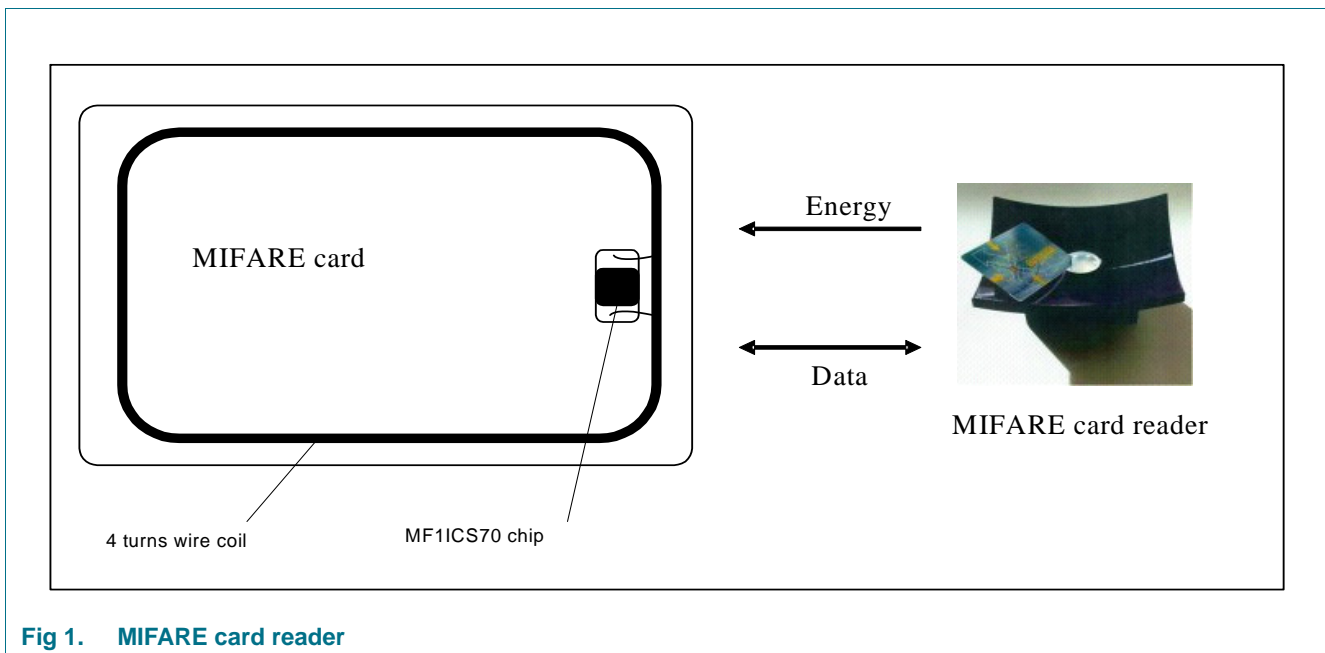 MIFARE card
Energy
Data
MIFARE card reader
4 turns wire coil
MF1ICS70 chip
Fig 1. MIFARE card reader